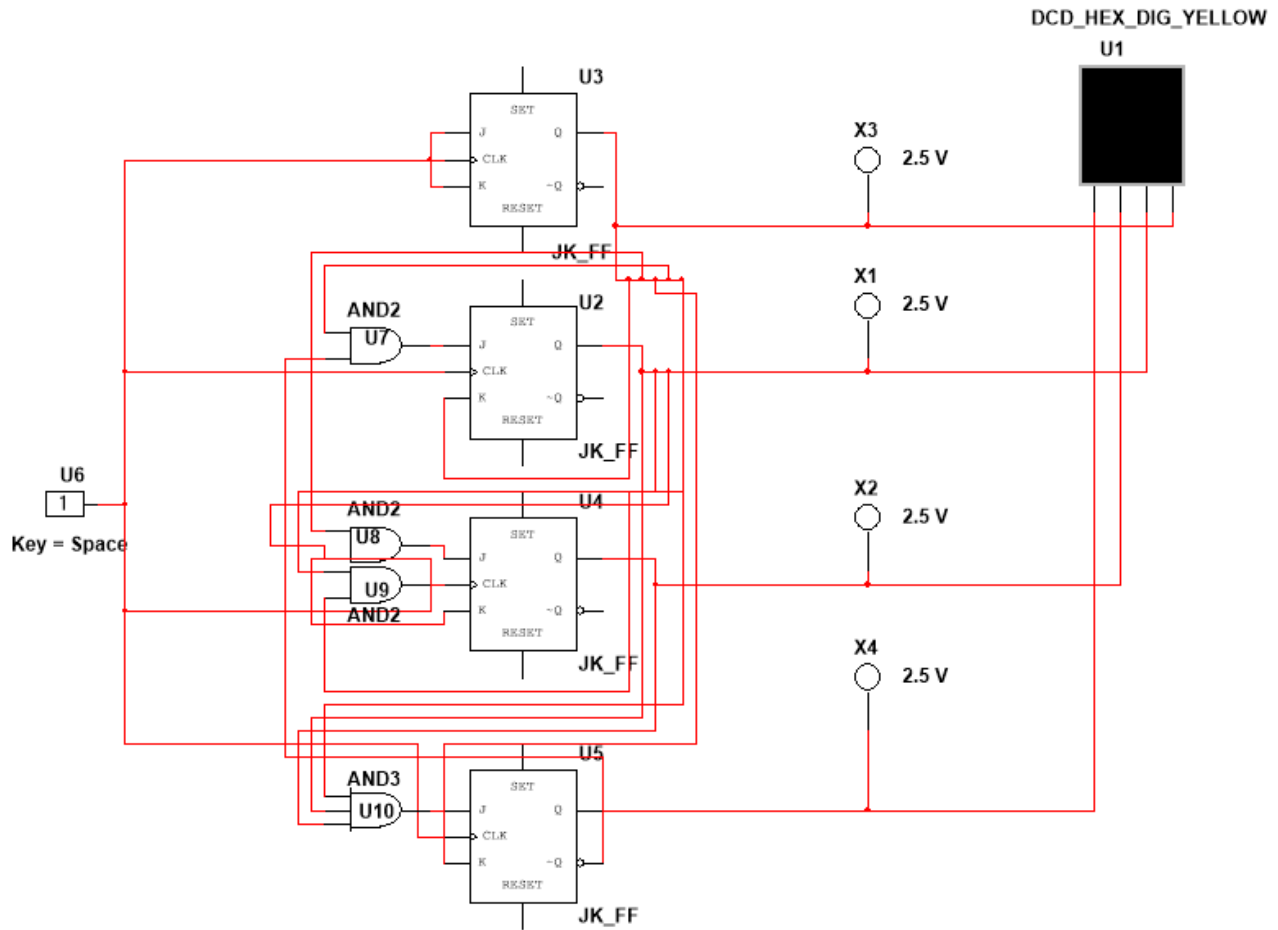 DCD_HEX_DIG_YELLOW
U1
U3
SET
J
Q
CLK
K
~Q
RESET
JK_FF
X3
2.5 V
X1
2.5 V
AND2
U7
U2
SET
J
Q
CLK
K
~Q
RESET
JK_FF
U6
1
Key = Space
AND2
U8
U9
AND2
U4
SET
J
Q
CLK
K
~Q
RESET
JK_FF
X2
2.5 V
X4
2.5 V
AND3
U10
U5
SET
J
Q
CLK
K
~Q
RESET
JK_FF